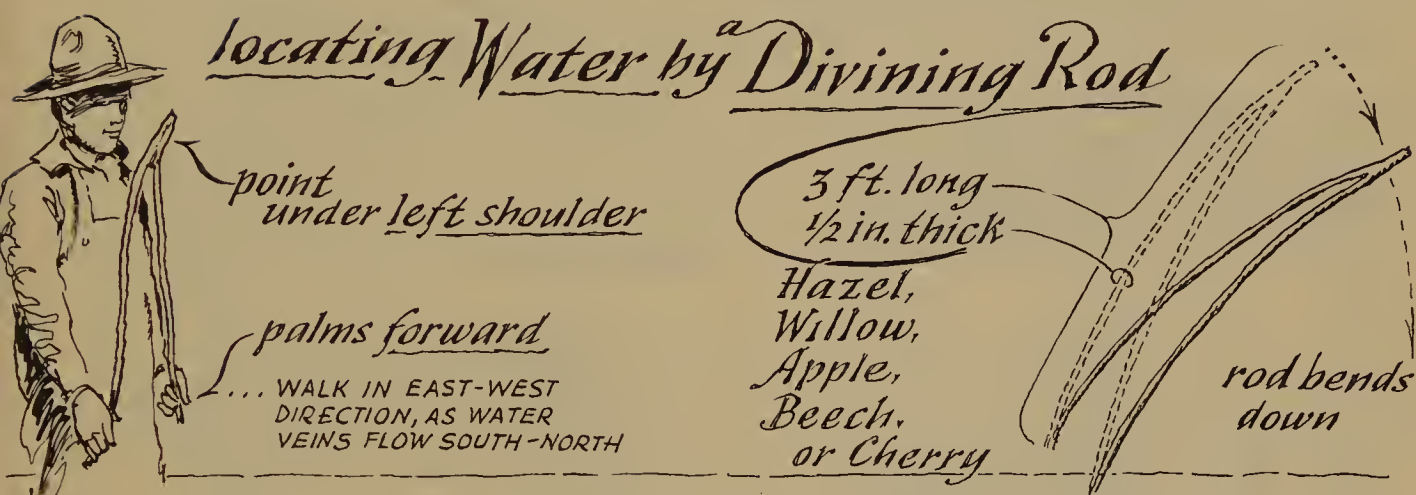 locating Water by a Divining Rod
point
under left shoulder
palms forward
... WALK IN EAST-WEST
DIRECTION, AS WATER
VEINS FLOW SOUTH-NORTH
3 ft. long
1/2 in. thick
Hazel,
Willow,
Apple,
Beech.
or Cherry
rod bends
down